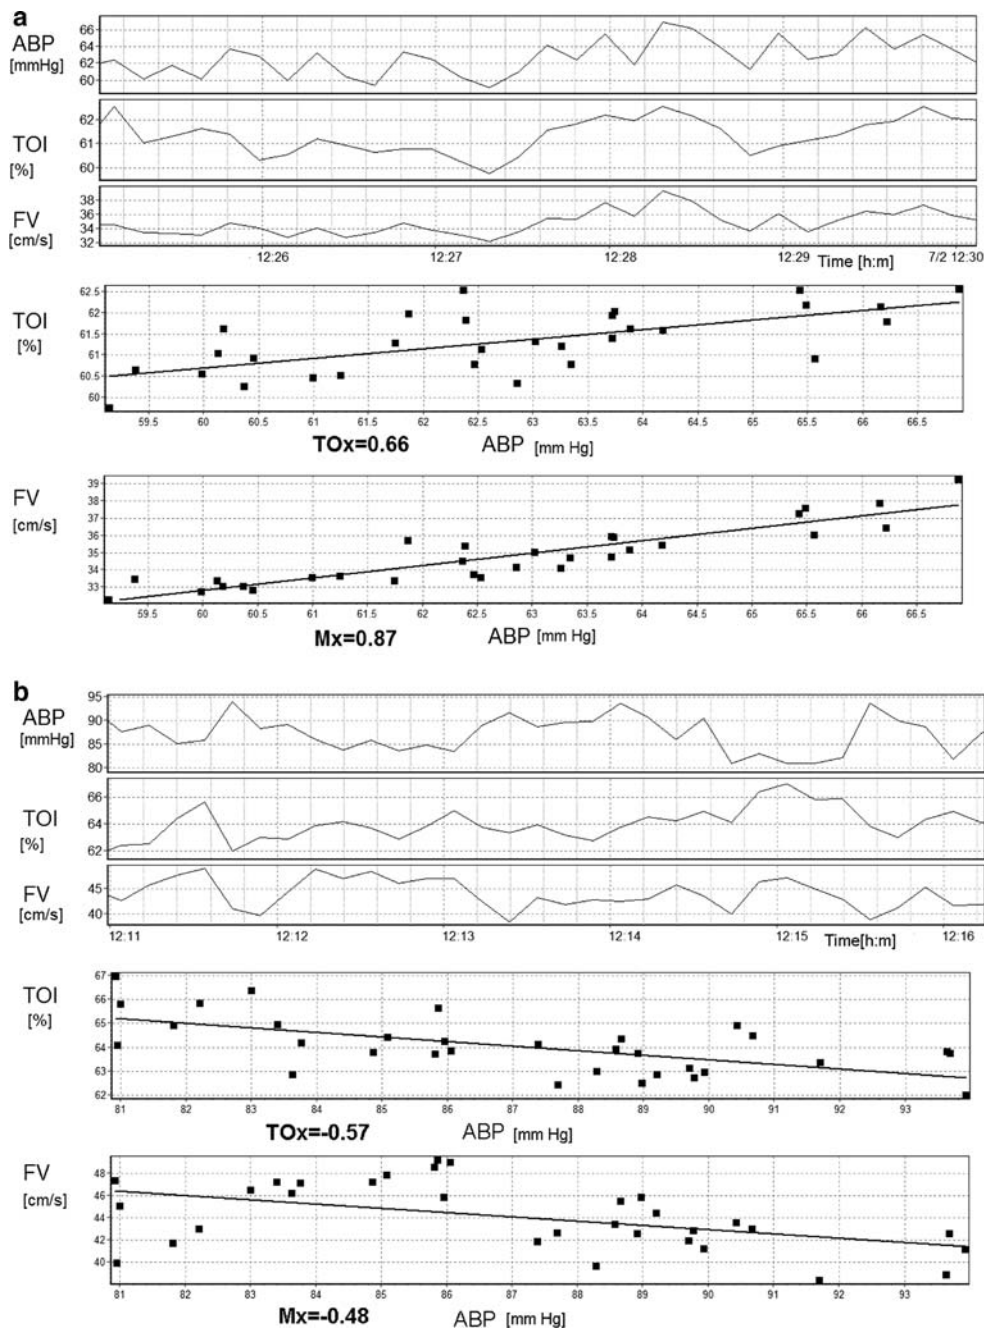 a
ABP
[mmHg]
66
64
62
60
TOI
[%]
62
61
60
FV
[cm/s]
38
36
34
32
12:26 12:27 12:28 12:29 Time [h:m] 7/2 12:30
TOI
[%]
62.5
62
61.5
61
60.5
60
59.5 60 60.5 61 61.5 62 62.5 63 63.5 64 64.5 65 65.5 66 66.5
TOx=0.66 ABP [mm Hg]
FV
[cm/s]
39
38
37
36
35
34
33
59.5 60 60.5 61 61.5 62 62.5 63 63.5 64 64.5 65 65.5 66 66.5
Mx=0.87 ABP [mm Hg]
b
ABP
[mmHg]
95
90
85
80
TOI
[%]
66
64
62
FV
[cm/s]
45
40
12:11 12:12 12:13 12:14 Time[h:m] 12:15 12:16
TOI
[%]
67
66
65
64
63
62
81 82 83 84 85 86 87 88 89 90 91 92 93
TOx=-0.57 ABP [mm Hg]
FV
[cm/s]
48
46
44
42
40
81 82 83 84 85 86 87 88 89 90 91 92 93
Mx=-0.48 ABP [mm Hg]